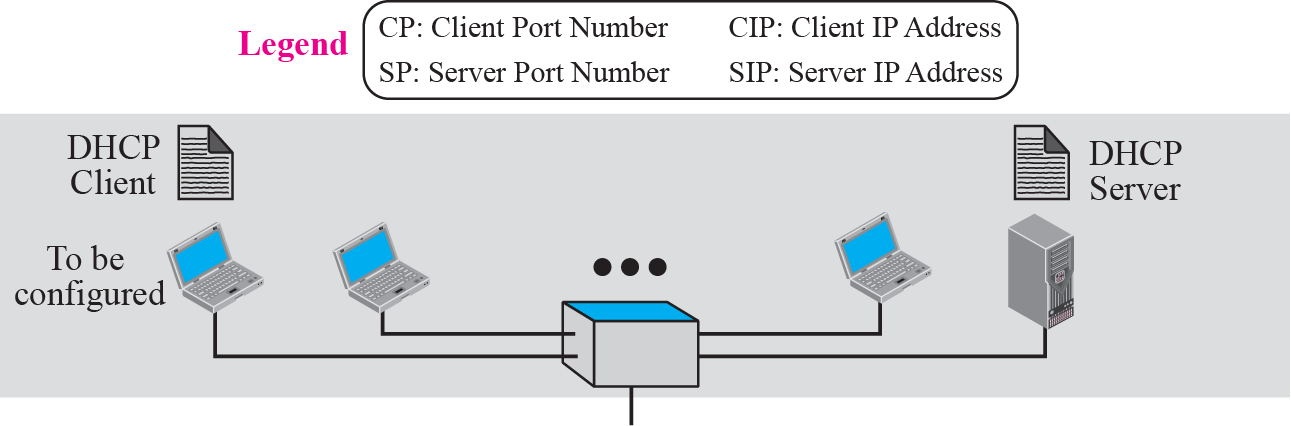 Legend
CP: Client Port Number
CIP: Client IP Address
SP: Server Port Number
SIP: Server IP Address
DHCP
Client
DHCP
Server
To be
configured